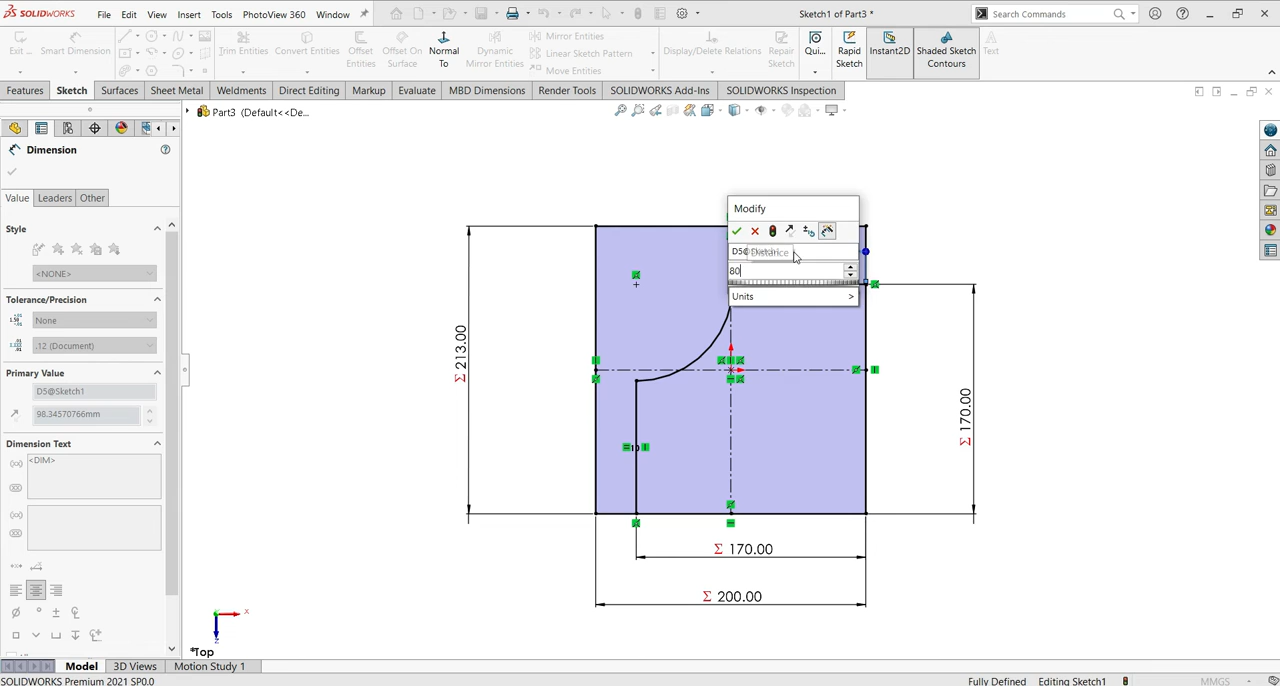 SOLIDWORKS File Edit View Insert Tools PhotoView 360 Window Sketch1 of Part3 * Search Commands
Exit ... Smart Dimension Trim Entities Convert Entities Offset Entities Offset On Surface Normal To Dynamic Mirror Entities Mirror Entities Linear Sketch Pattern Move Entities Display/Delete Relations Repair Sketch Qui... Rapid Sketch Instant2D Shaded Sketch Contours Text
Features Sketch Surfaces Sheet Metal Weldments Direct Editing Markup Evaluate MBD Dimensions Render Tools SOLIDWORKS Add-Ins SOLIDWORKS Inspection
Part3 (Default<<De...
Dimension
Value Leaders Other
Style
<NONE>
Tolerance/Precision
None
.12 (Document)
Primary Value
D5@Sketch1
98.34570766mm
Dimension Text
<DIM>
Modify
Distance
80
Units >
Σ 213.00
Σ 170.00
Σ 170.00
Σ 200.00
X
*Top
Model 3D Views Motion Study 1
SOLIDWORKS Premium 2021 SP0.0 Fully Defined Editing Sketch1 MMGS